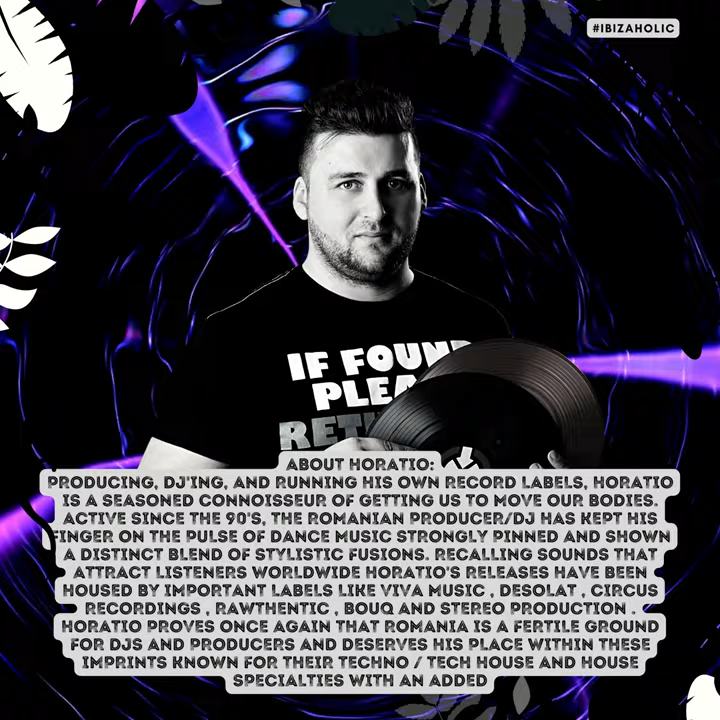 #IBIZAHOLIC
IF FOUND
PLEA
RET
ABOUT HORATIO:
PRODUCING, DJ'ING, AND RUNNING HIS OWN RECORD LABELS, HORATIO
IS A SEASONED CONNOISSEUR OF GETTING US TO MOVE OUR BODIES.
ACTIVE SINCE THE 90'S, THE ROMANIAN PRODUCER/DJ HAS KEPT HIS
FINGER ON THE PULSE OF DANCE MUSIC STRONGLY PINNED AND SHOWN
A DISTINCT BLEND OF STYLISTIC FUSIONS. RECALLING SOUNDS THAT
ATTRACT LISTENERS WORLDWIDE HORATIO'S RELEASES HAVE BEEN
HOUSED BY IMPORTANT LABELS LIKE VIVA MUSIC , DESOLAT , CIRCUS
RECORDINGS , RAWTHENTIC , BOUQ AND STEREO PRODUCTION .
HORATIO PROVES ONCE AGAIN THAT ROMANIA IS A FERTILE GROUND
FOR DJS AND PRODUCERS AND DESERVES HIS PLACE WITHIN THESE
IMPRINTS KNOWN FOR THEIR TECHNO / TECH HOUSE AND HOUSE
SPECIALTIES WITH AN ADDED